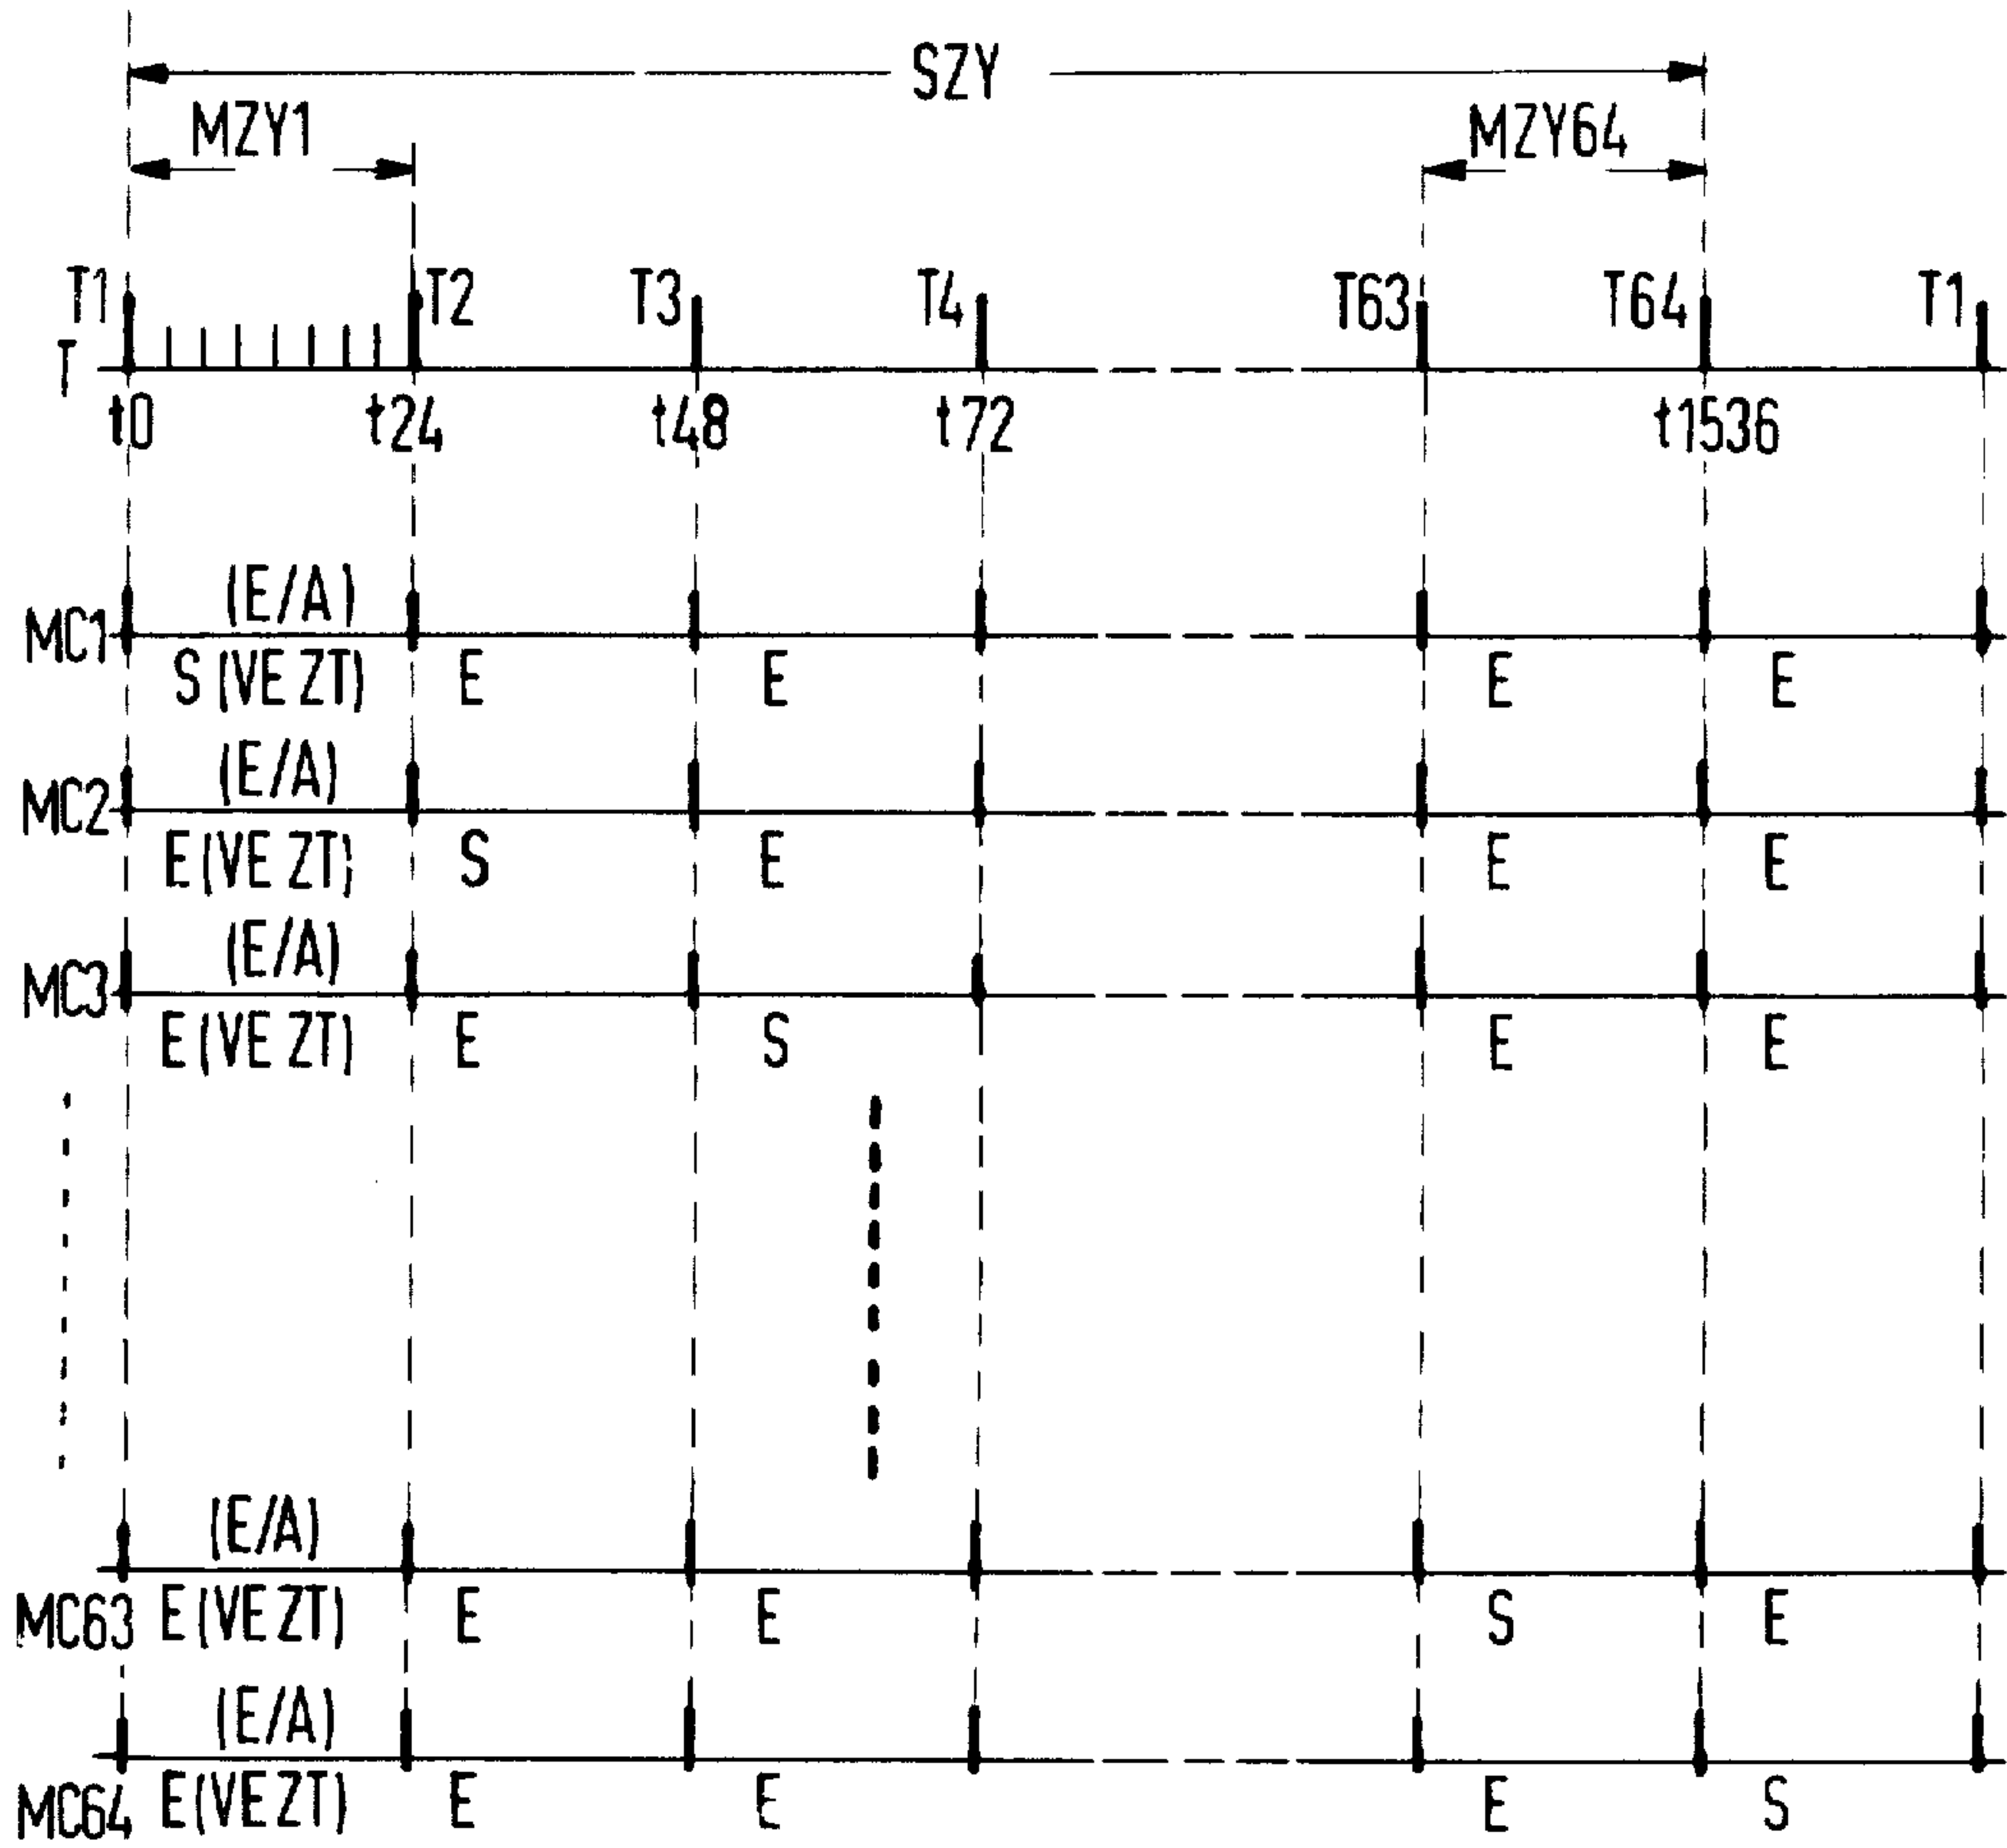 SZY
MZY1 MZY64
T1 T2 T3 T4 T63 T64 T1
T
t0 t24 t48 t72 t1536
(E/A)
MC1
S (VE ZT) E E E E
(E/A)
MC2
E (VE ZT) S E E E
(E/A)
MC3
E (VE ZT) E S E E
(E/A)
MC63 E (VE ZT) E E S E
(E/A)
MC64 E (VE ZT) E E E S